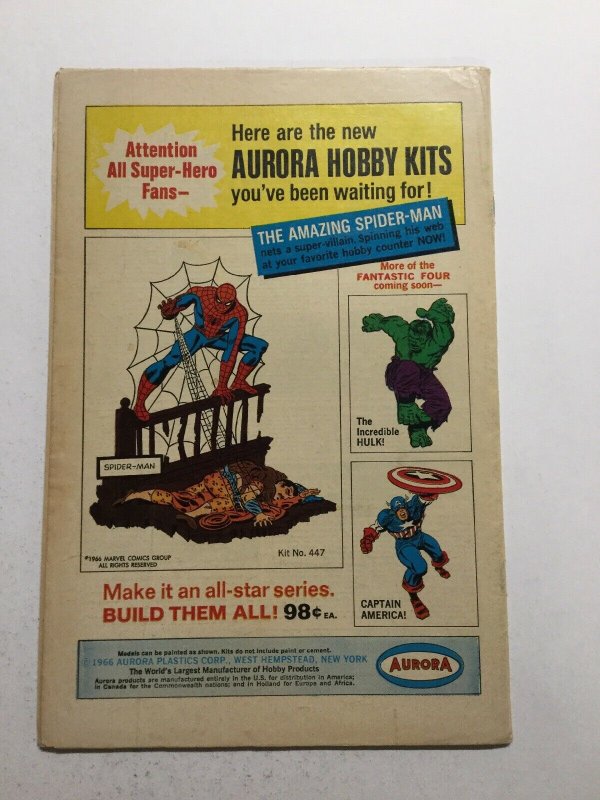 Attention
All Super-Hero
Fans—
Here are the new
AURORA HOBBY KITS
you've been waiting for!
THE AMAZING SPIDER-MAN
nets a super-villain. Spinning his web
at your favorite hobby counter NOW!
More of the
FANTASTIC FOUR
coming soon—
SPIDER-MAN
The
Incredible
HULK!
©1966 MARVEL COMICS GROUP
ALL RIGHTS RESERVED
Kit No. 447
CAPTAIN
AMERICA!
Make it an all-star series.
BUILD THEM ALL! 98¢ EA.
Models can be painted as shown. Kits do not include paint or cement.
© 1966 AURORA PLASTICS CORP., WEST HEMPSTEAD, NEW YORK
The World's Largest Manufacturer of Hobby Products
Aurora products are manufactured entirely in the U.S. for distribution in America;
in Canada for the Commonwealth nations; and in Holland for Europe and Africa.
AURORA